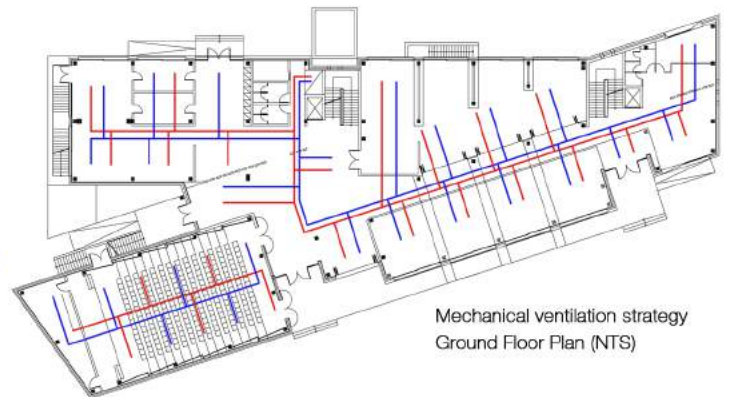 Mechanical ventilation strategy
Ground Floor Plan (NTS)